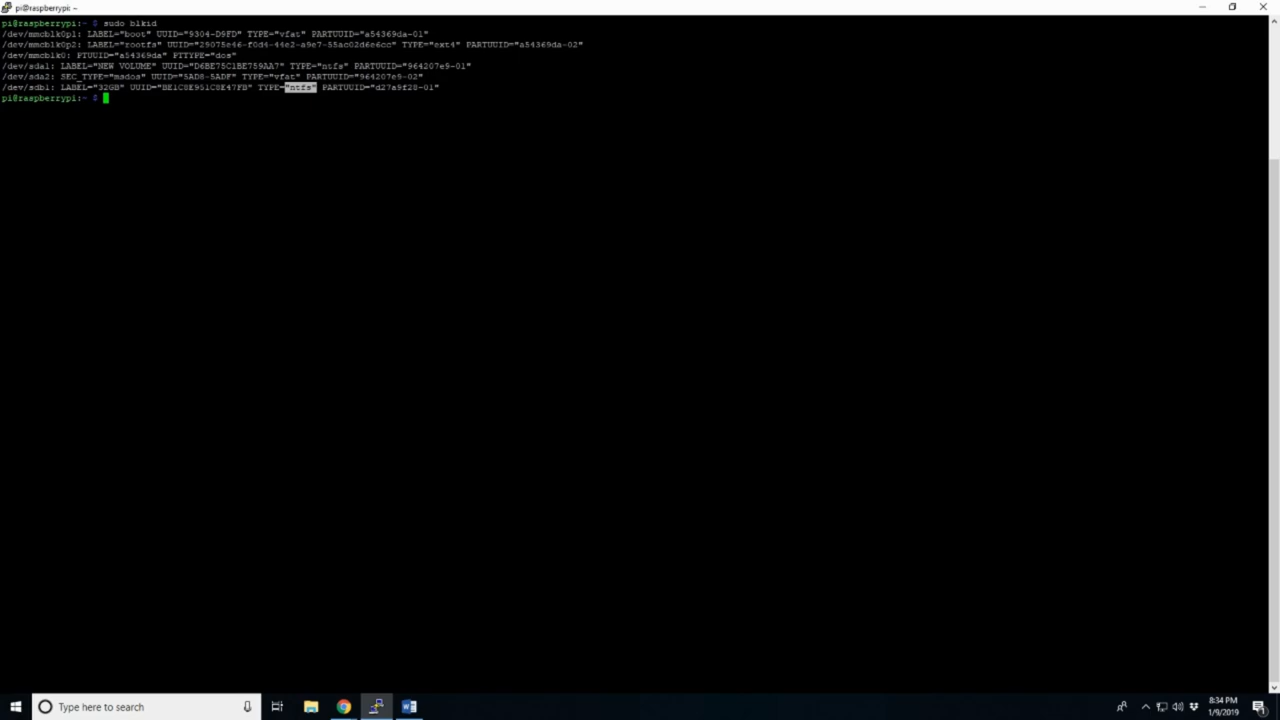 pi@raspberrypi: ~
pi@raspberrypi:~ $ sudo blkid
/dev/mmcblk0p1: LABEL="boot" UUID="9304-D9FD" TYPE="vfat" PARTUUID="a54369da-01"
/dev/mmcblk0p2: LABEL="rootfs" UUID="29075e46-f0d4-44e2-a9e7-55ac02d6e6cc" TYPE="ext4" PARTUUID="a54369da-02"
/dev/mmcblk0: PTUUID="a54369da" PTTYPE="dos"
/dev/sda1: LABEL="NEW VOLUME" UUID="D6BE75C1BE759AA7" TYPE="ntfs" PARTUUID="964207e9-01"
/dev/sda2: SEC_TYPE="msdos" UUID="5AD8-5ADF" TYPE="vfat" PARTUUID="964207e9-02"
/dev/sdb1: LABEL="32GB" UUID="BE1C8E951C8E47FB" TYPE="ntfs" PARTUUID="d27a9f28-01"
pi@raspberrypi:~ $
Type here to search
8:34 PM
1/9/2019